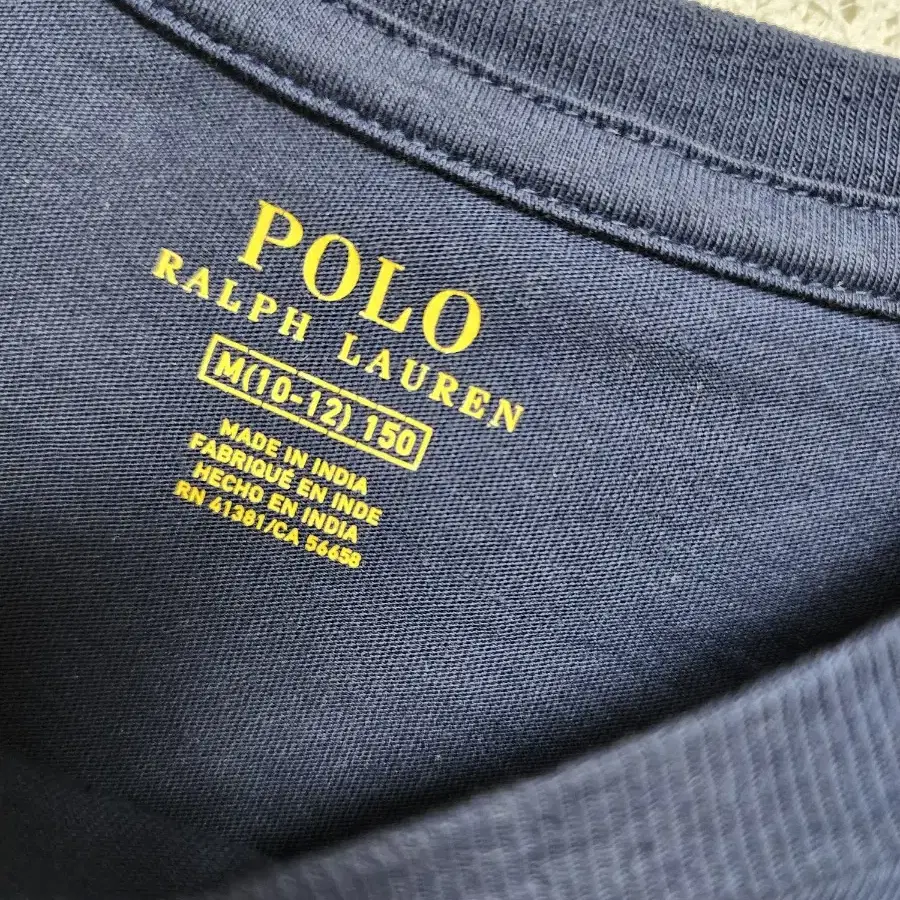 POLO
RALPH LAUREN
M(10-12) 150
MADE IN INDIA
FABRIQUÉ EN INDE
HECHO EN INDIA
RN 41381/CA 56658